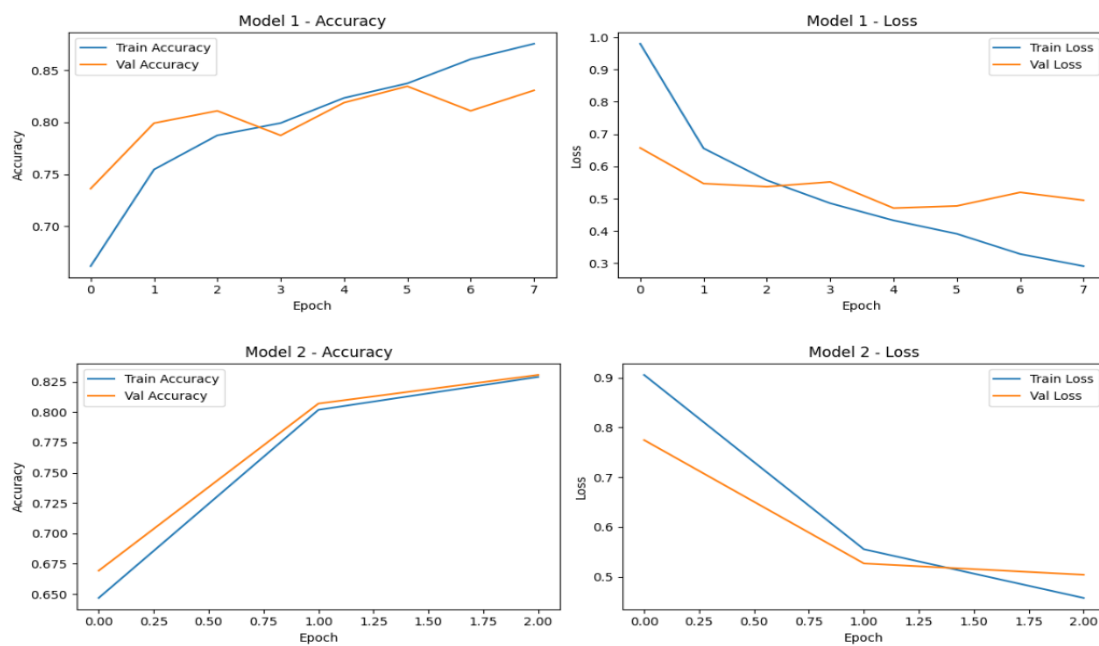 Model 1 - Accuracy
Train Accuracy
Val Accuracy
0.85
0.80
0.75
0.70
Accuracy
0 1 2 3 4 5 6 7
Epoch
Model 1 - Loss
Train Loss
Val Loss
1.0
0.9
0.8
0.7
0.6
0.5
0.4
0.3
Loss
0 1 2 3 4 5 6 7
Epoch
Model 2 - Accuracy
Train Accuracy
Val Accuracy
0.825
0.800
0.775
0.750
0.725
0.700
0.675
0.650
Accuracy
0.00 0.25 0.50 0.75 1.00 1.25 1.50 1.75 2.00
Epoch
Model 2 - Loss
Train Loss
Val Loss
0.9
0.8
0.7
0.6
0.5
Loss
0.00 0.25 0.50 0.75 1.00 1.25 1.50 1.75 2.00
Epoch